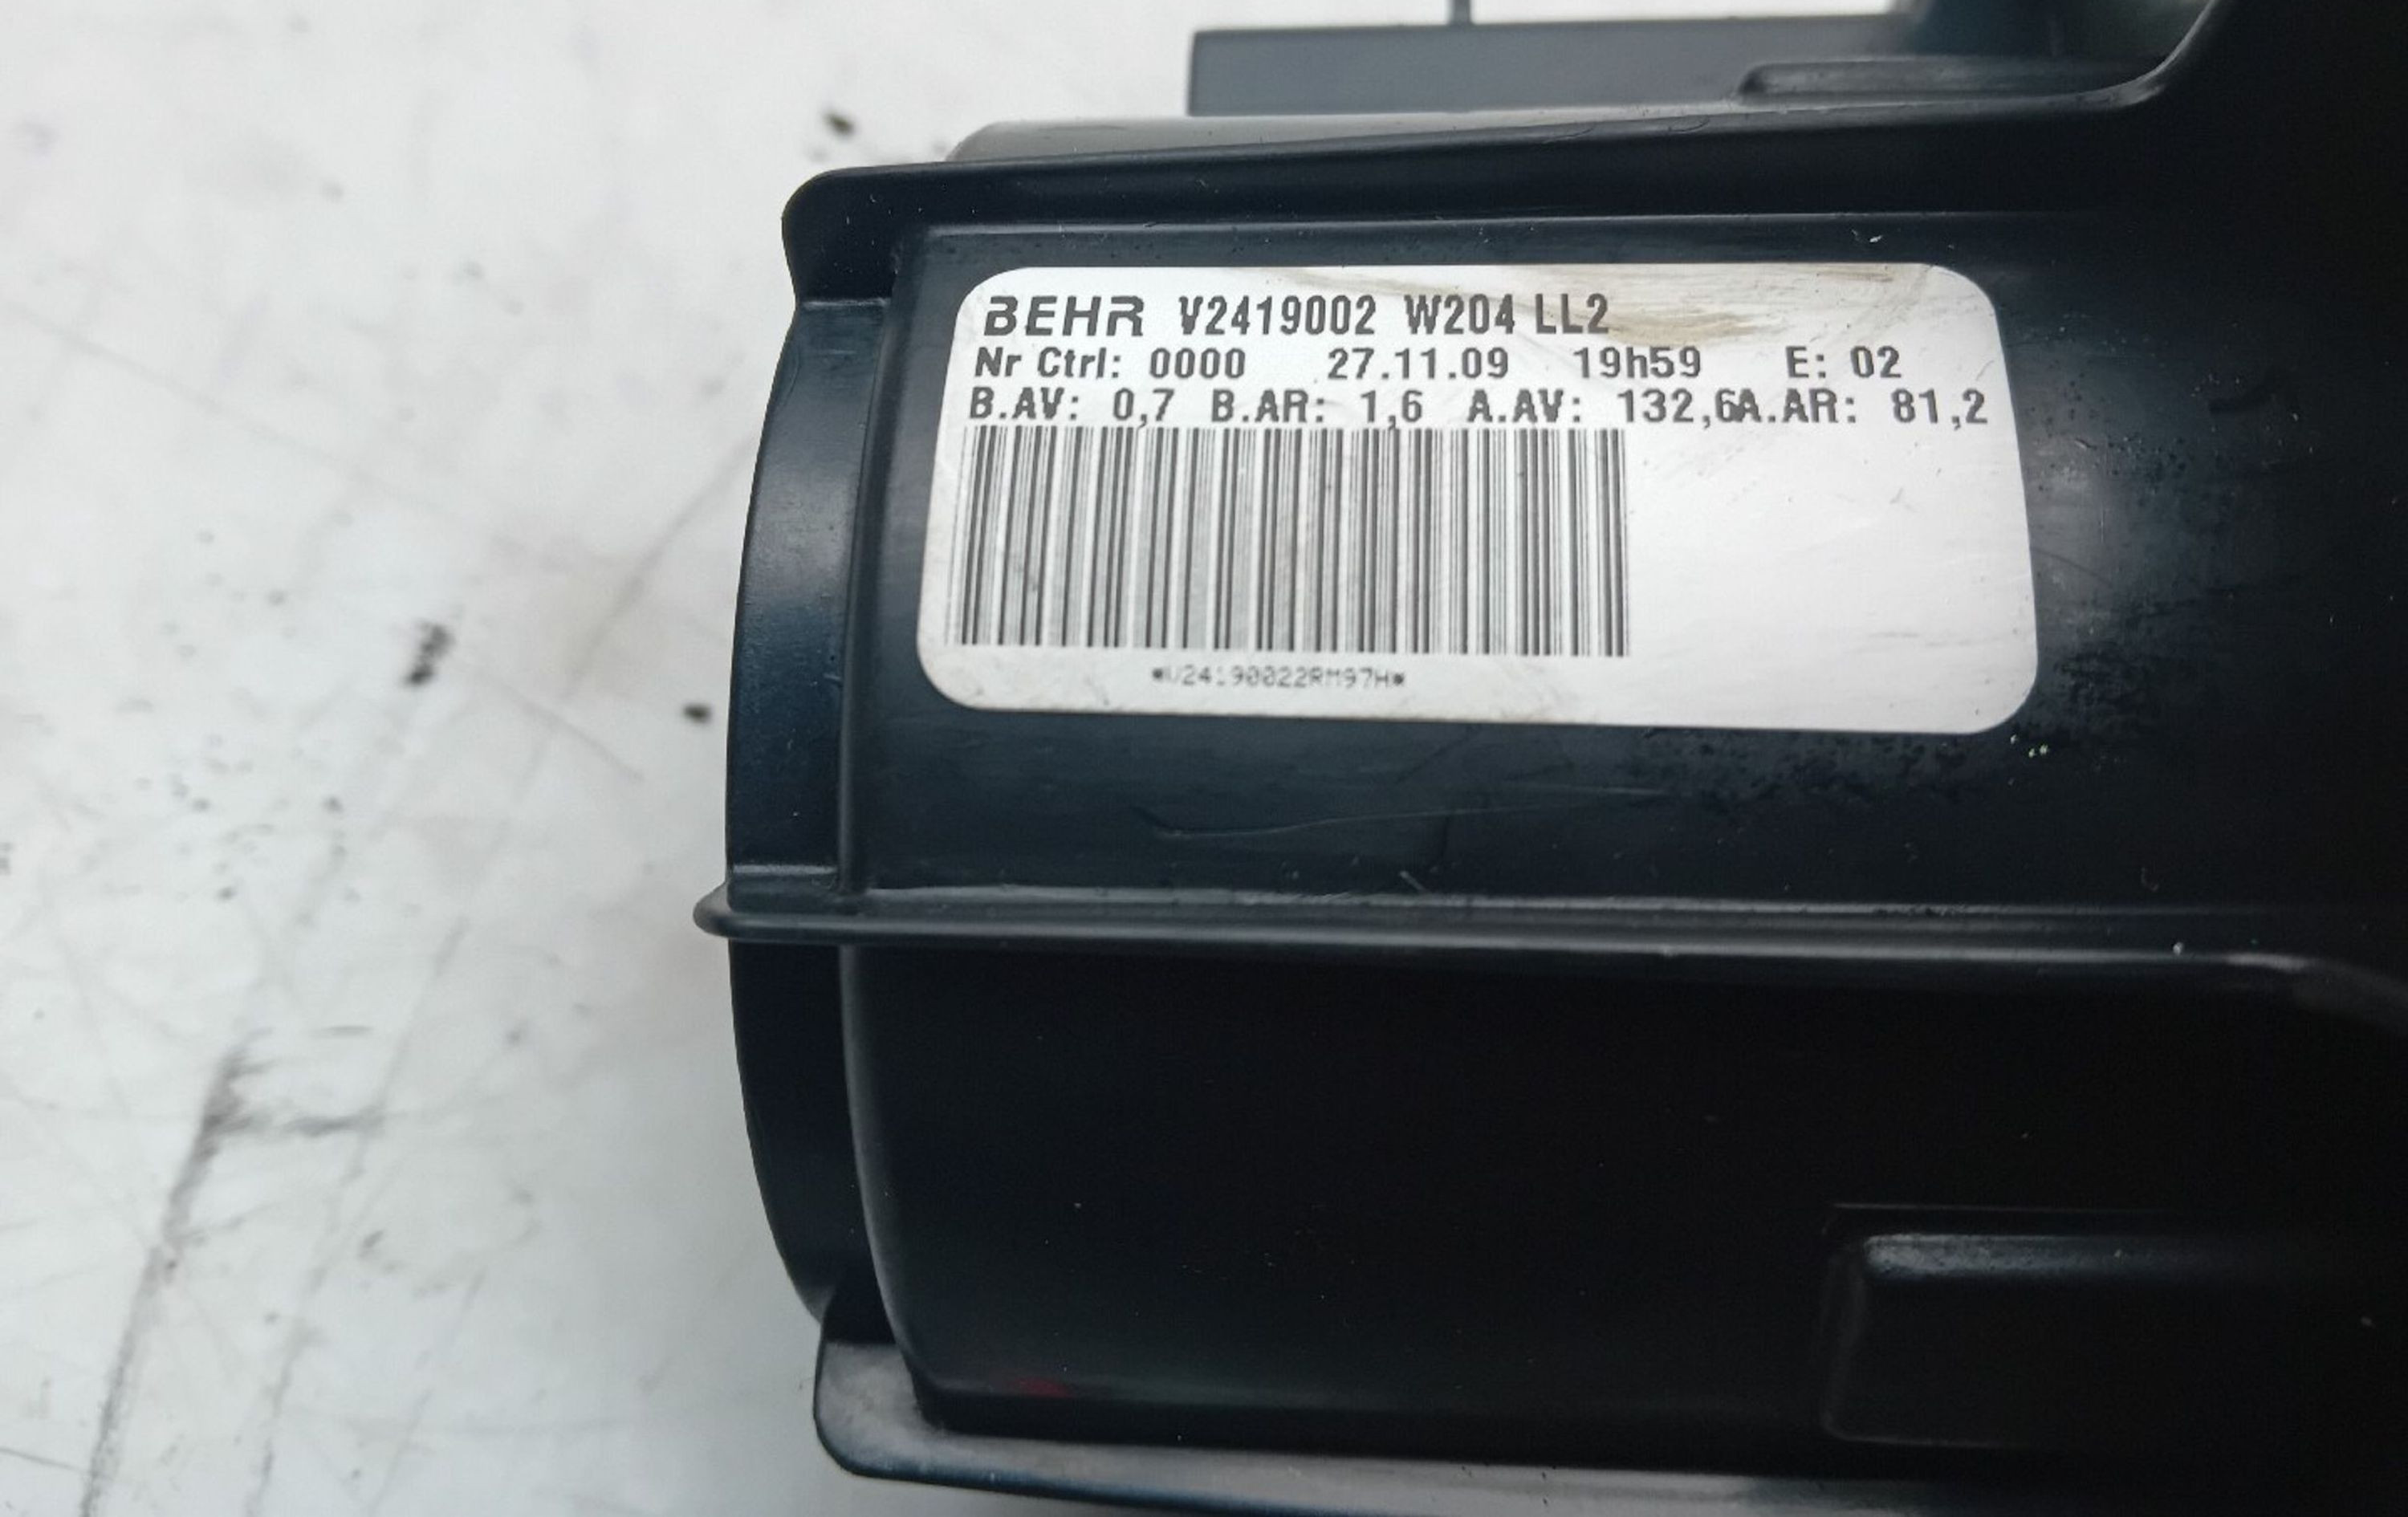 BEHR V2419002 W204 LL2
Nr Ctrl: 0000 27.11.09 19h59 E: 02
B.AV: 0,7 B.AR: 1,6 A.AV: 132,6A.AR: 81,2
*V24190022RM97H*